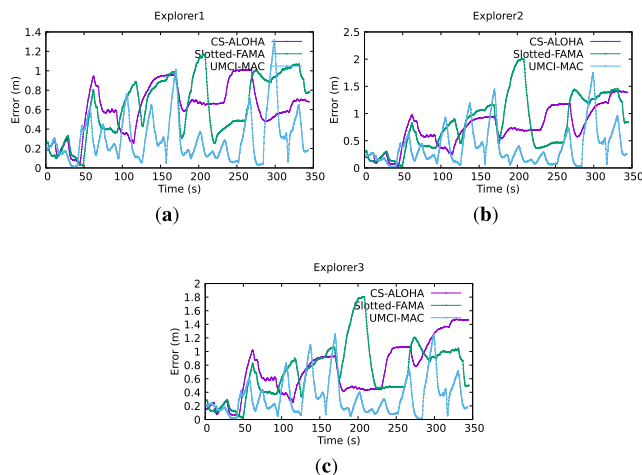 Explorer1
1.4
1.2
1
0.8
0.6
0.4
0.2
0
Error (m)
CS-ALOHA
Slotted-FAMA
UMCI-MAC
0 50 100 150 200 250 300 350
Time (s)
(a)
Explorer2
2.5
2
1.5
1
0.5
0
Error (m)
CS-ALOHA
Slotted-FAMA
UMCI-MAC
0 50 100 150 200 250 300 350
Time (s)
(b)
Explorer3
2
1.8
1.6
1.4
1.2
1
0.8
0.6
0.4
0.2
0
Error (m)
CS-ALOHA
Slotted-FAMA
UMCI-MAC
0 50 100 150 200 250 300 350
Time (s)
(c)